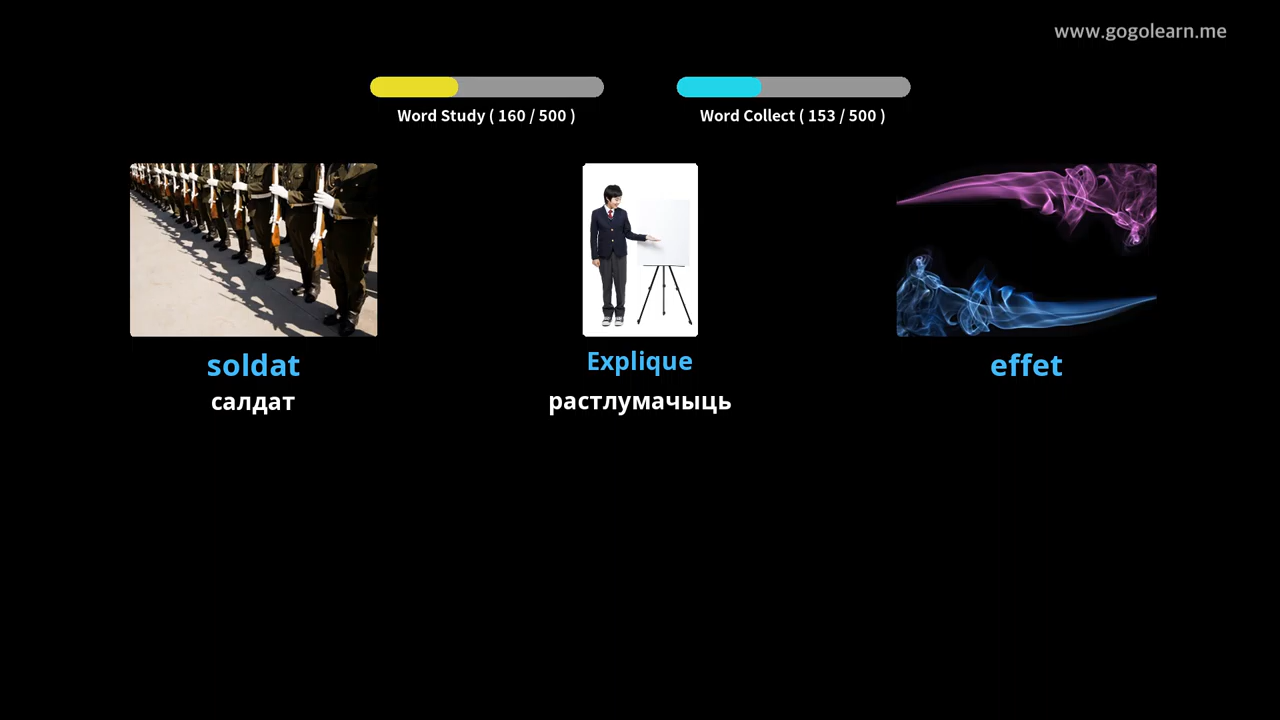 www.gogolearn.me
Word Study ( 160 / 500 )
Word Collect ( 153 / 500 )
soldat
салдат
Explique
растлумачыць
effet